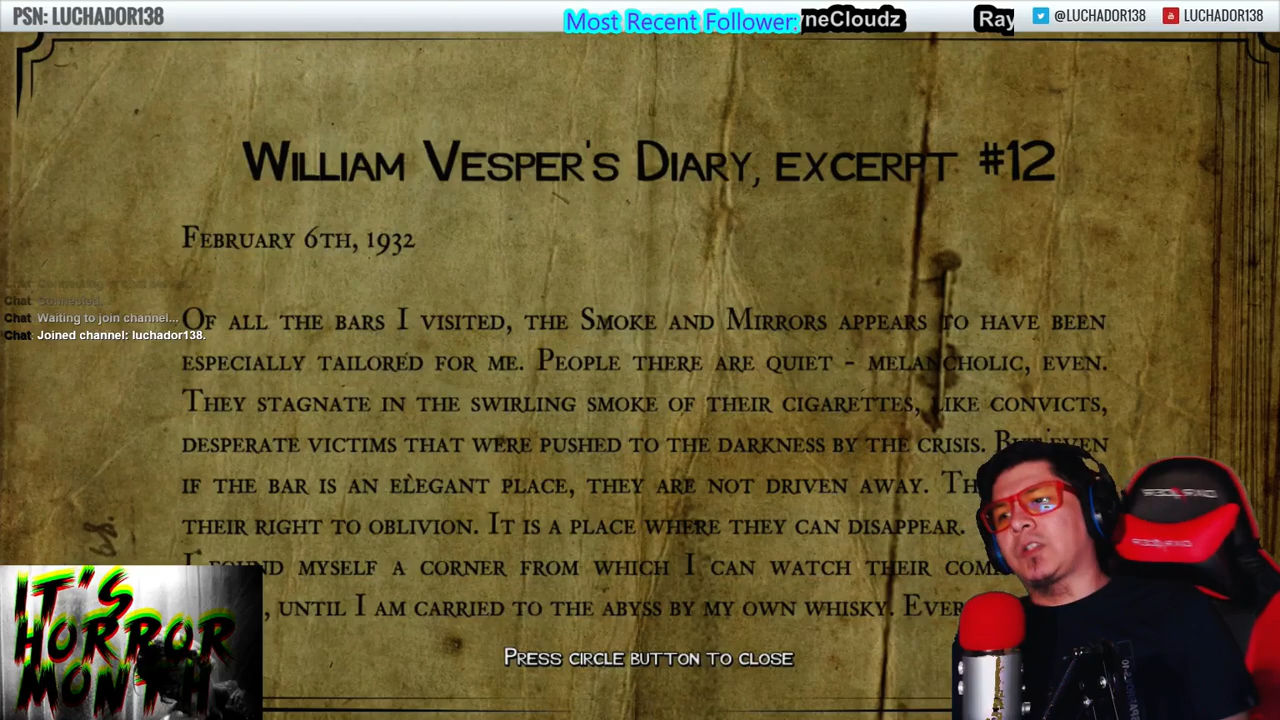 PSN: LUCHADOR138
Most Recent Follower: yneCloudz Ray
@LUCHADOR138 LUCHADOR138
William Vesper's Diary, excerpt #12
February 6th, 1932
Chat Connected.
Chat Waiting to join channel...
Chat Joined channel: luchador138.
Of all the bars I visited, the Smoke and Mirrors appears to have been
especially tailored for me. People there are quiet - melancholic, even.
They stagnate in the swirling smoke of their cigarettes, like convicts,
desperate victims that were pushed to the darkness by the crisis. But even
if the bar is an elegant place, they are not driven away.
their right to oblivion. It is a place where they can disappear.
I found myself a corner from which I can watch their
, until I am carried to the abyss by my own whisky.
IT'S
HORROR
MONTH
Press circle button to close